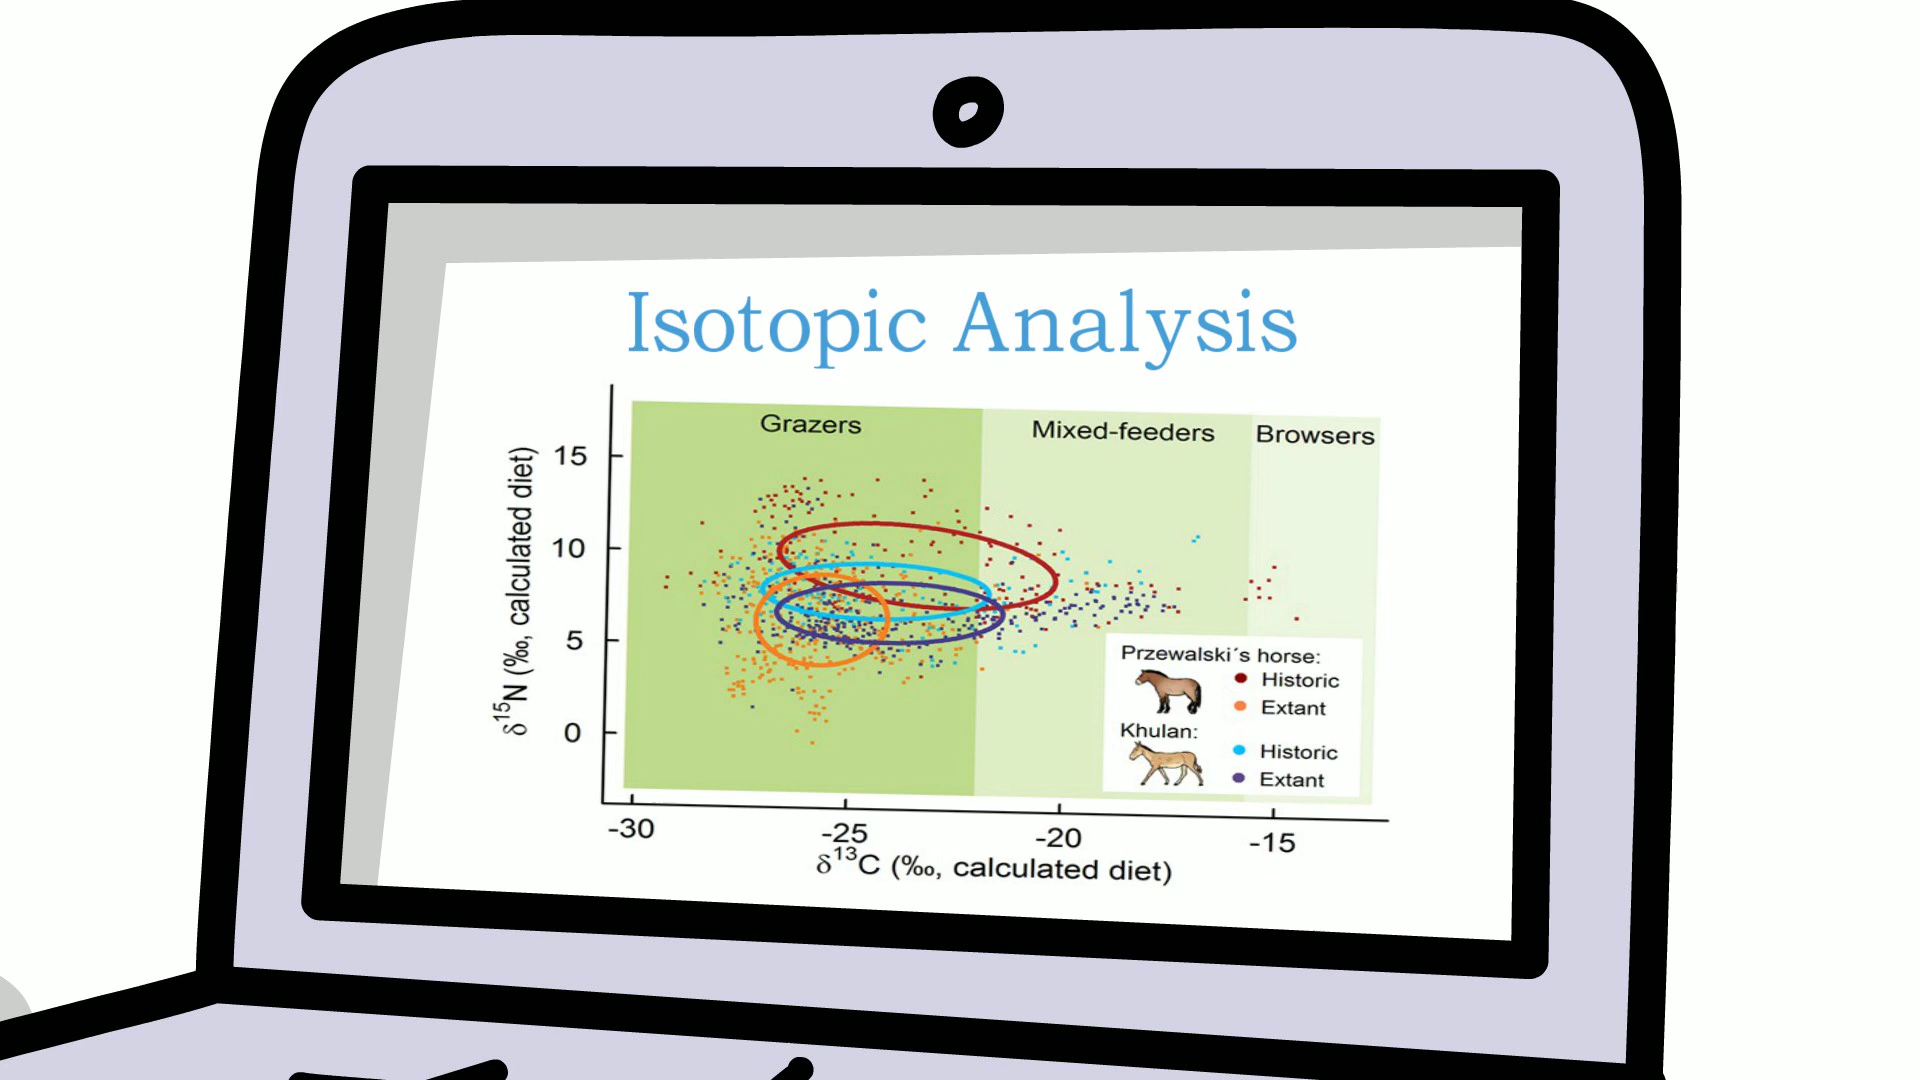 Isotopic Analysis
Grazers
Mixed-feeders
Browsers
15
10
5
0
δ¹⁵N (‰, calculated diet)
Przewalski´s horse:
Historic
Extant
Khulan:
Historic
Extant
-30
-25
-20
-15
δ¹³C (‰, calculated diet)